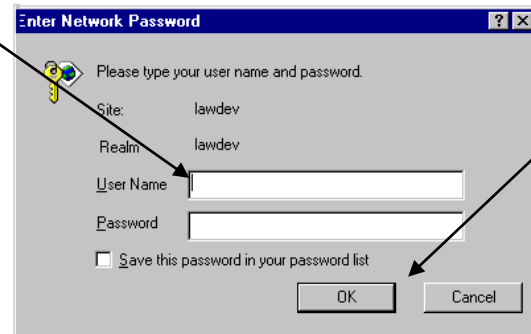 Enter Network Password
Please type your user name and password.
Site: lawdev
Realm lawdev
User Name
Password
Save this password in your password list
OK Cancel